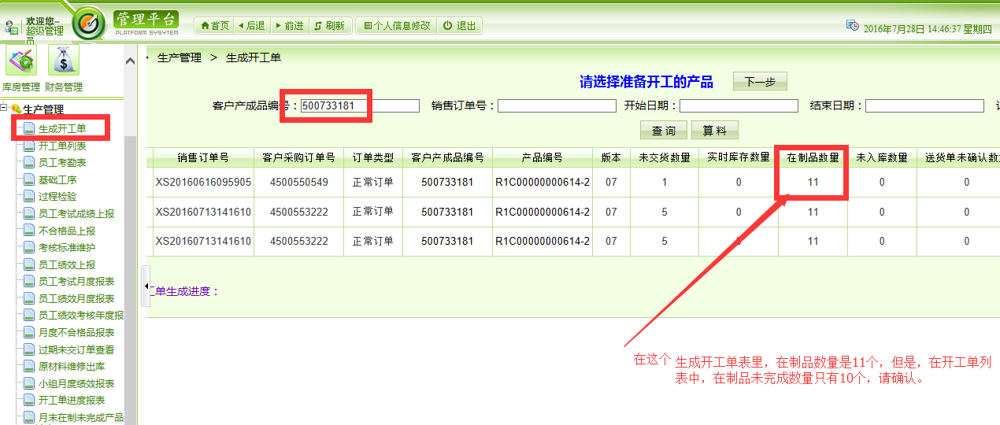 欢迎您–
超级管理
员
管理平台
PLATFORM SYSYTEM
首页 后退 前进 刷新 个人信息修改 退出
2016年7月28日 14:46:37 星期四
库房管理 财务管理
生产管理
生成开工单
开工单列表
员工考勤表
基础工序
过程检验
员工考试成绩上报
不合格品上报
考核标准维护
员工绩效上报
员工考试月度报表
员工绩效月度报表
员工绩效考核年度报
月度不合格品报表
过期未交订单查看
原材料维修出库
小组月度绩效报表
开工单进度报表
月末在制未完成产品
生产管理 > 生成开工单
请选择准备开工的产品 下一步
客户产成品编号：500733181 销售订单号： 开始日期： 结束日期：
查 询 算 料
销售订单号 客户采购订单号 订单类型 客户产成品编号 产品编号 版本 未交货数量 实时库存数量 在制品数量 未入库数量 送货单未确认数
XS20160616095905 4500550549 正常订单 500733181 R1C00000000614-2 07 1 0 11 0 0
XS20160713141610 4500553222 正常订单 500733181 R1C00000000614-2 07 5 0 11 0 0
XS20160713141610 4500553222 正常订单 500733181 R1C00000000614-2 07 5 0 11 0 0
工单生成进度：
在这个 生成开工单表里，在制品数量是11个，但是，在开工单列
表中，在制品未完成数量只有10个，请确认。